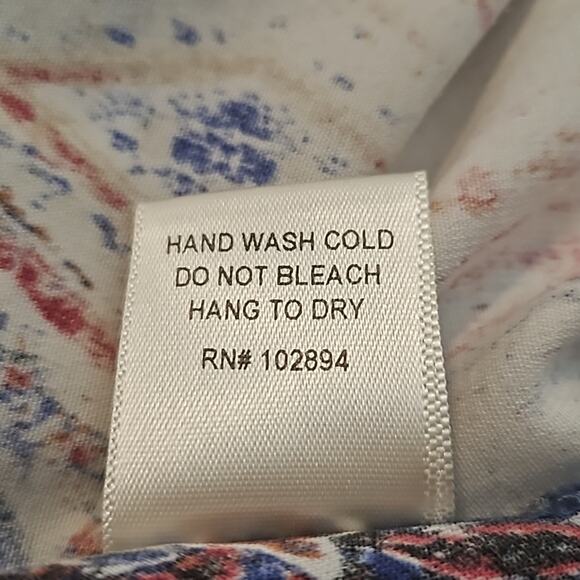 HAND WASH COLD
DO NOT BLEACH
HANG TO DRY
RN# 102894